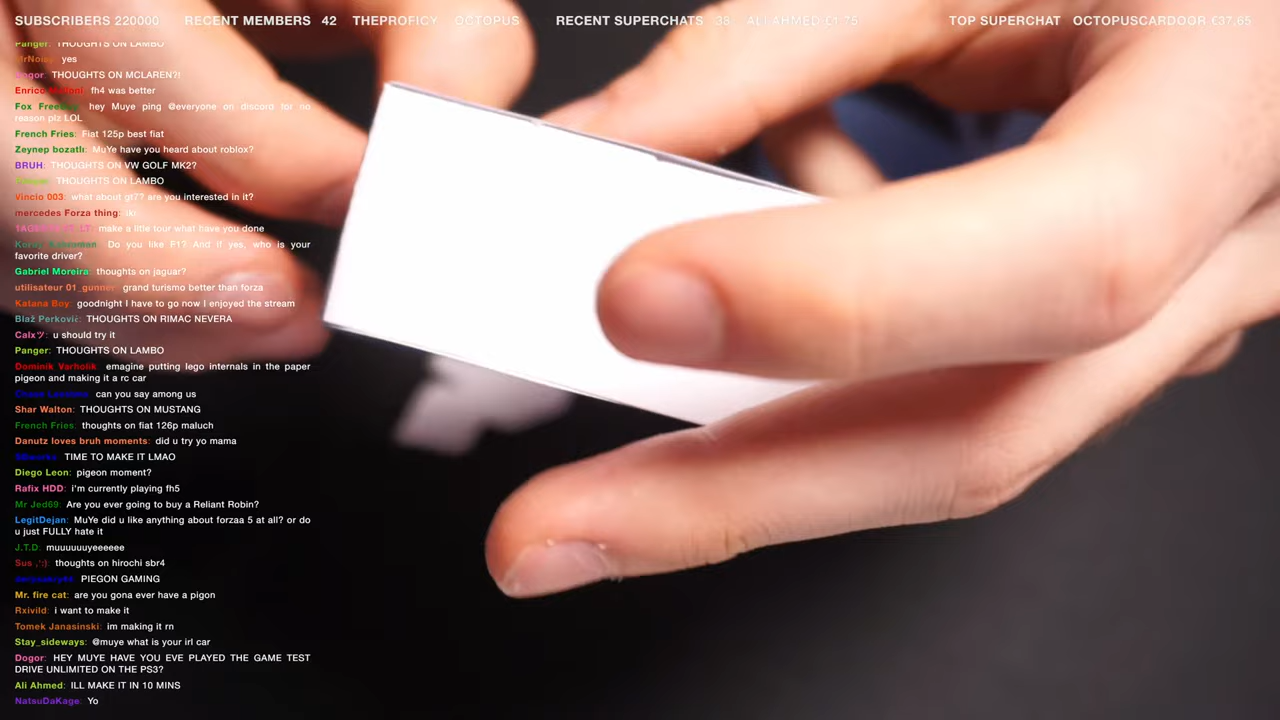 SUBSCRIBERS 220000 RECENT MEMBERS 42 THEPROFICY OCTOPUS RECENT SUPERCHATS 38 ALI AHMED €1.75 TOP SUPERCHAT OCTOPUSCARDOOR €37,65
Panger: THOUGHTS ON LAMBO
yes
Dogor: THOUGHTS ON MCLAREN?!
Enrico fh4 was better
Fox hey Muye ping @everyone on discord for no
reason plz LOL
French Fries: Fiat 125p best fiat
Zeynep bozatlı: MuYe have you heard about roblox?
BRUH: THOUGHTS ON VW GOLF MK2?
THOUGHTS ON LAMBO
Vincio 003: what about gt7? are you interested in it?
mercedes Forza thing:
make a little tour what have you done
Do you like F1? And if yes, who is your
favorite driver?
Gabriel Moreira: thoughts on jaguar?
utilisateur 01_gunner: grand turismo better than forza
Katana Boy: goodnight I have to go now I enjoyed the stream
Blaž Perković: THOUGHTS ON RIMAC NEVERA
Calxツ: u should try it
Panger: THOUGHTS ON LAMBO
Dominik Varholik: emagine putting lego internals in the paper
pigeon and making it a rc car
can you say among us
Shar Walton: THOUGHTS ON MUSTANG
French Fries: thoughts on fiat 126p maluch
Danutz loves bruh moments: did u try yo mama
TIME TO MAKE IT LMAO
Diego Leon: pigeon moment?
Rafix HDD: i'm currently playing fh5
Mr Jed69: Are you ever going to buy a Reliant Robin?
LegitDejan: MuYe did u like anything about forzaa 5 at all? or do
u just FULLY hate it
J.T.D.: muuuuuuyeeeeee
Sus ,';): thoughts on hirochi sbr4
PIEGON GAMING
Mr. fire cat: are you gona ever have a pigon
Rxivild: i want to make it
Tomek Janasinski: im making it rn
Stay_sideways: @muye what is your irl car
Dogor: HEY MUYE HAVE YOU EVE PLAYED THE GAME TEST
DRIVE UNLIMITED ON THE PS3?
Ali Ahmed: ILL MAKE IT IN 10 MINS
NatsuDaKage: Yo